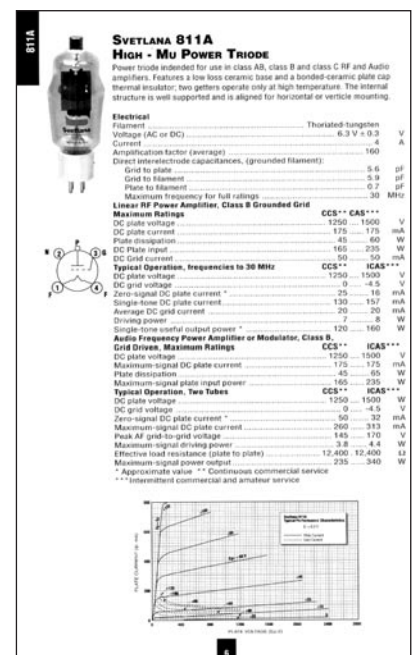 811A
SVETLANA 811A
HIGH - MU POWER TRIODE
Power triode indended for use in class AB, class B and class C RF and Audio
amplifiers. Features a low loss ceramic base and a bonded-ceramic plate cap
thermal insulator; two getters operate only at high temperature. The internal
structure is well supported and is aligned for horizontal or verticle mounting.
Electrical
Filament ... Thoriated-tungsten
Voltage (AC or DC) ... 6.3 V ± 0.3 V
Current ... 4 A
Amplification factor (average) ... 160
Direct interelectrode capacitances, (grounded filament):
Grid to plate ... 5.6 pF
Grid to filament ... 5.9 pF
Plate to filament ... 0.7 pF
Maximum frequency for full ratings ... 30 MHz
Linear RF Power Amplifier, Class B Grounded Grid
Maximum Ratings CCS** CAS***
DC plate voltage ... 1250 ... 1500 V
DC plate current ... 175 ... 175 mA
Plate dissipation ... 45 ... 60 W
DC Plate input ... 165 ... 235 W
DC Grid current ... 50 ... 50 mA
Typical Operation, frequencies to 30 MHz CCS** ICAS***
DC plate voltage ... 1250 ... 1500 V
DC grid voltage ... 0 ... -4.5 V
Zero-signal DC plate current * ... 25 ... 16 mA
Single-tone DC plate current ... 130 ... 157 mA
Average DC grid current ... 20 ... 20 mA
Driving power ... 7 ... 8 W
Single-tone useful output power * ... 120 ... 160 W
Audio Frequency Power Amplifier or Modulator, Class B,
Grid Driven, Maximum Ratings CCS** ICAS***
DC plate voltage ... 1250 ... 1500 V
Maximum-signal DC plate current ... 175 ... 175 mA
Plate dissipation ... 45 ... 65 W
Maximum-signal plate input power ... 165 ... 235 W
Typical Operation, Two Tubes CCS** ICAS***
DC plate voltage ... 1250 ... 1500 W
DC grid voltage ... 0 ... -4.5 V
Zero-signal DC plate current * ... 50 ... 32 mA
Maximum-signal DC plate current ... 260 ... 313 mA
Peak AF grid-to-grid voltage ... 145 ... 170 V
Maximum-signal driving power ... 3.8 ... 4.4 W
Effective load resistance (plate to plate) ... 12,400 ... 12,400 Ω
Maximum-signal power output ... 235 ... 340 W
* Approximate value ** Continuous commercial service
***Intermittent commercial and amateur service
Svetlana
P
N 2 3 G
1 4
F F
PLATE VOLTAGE
6